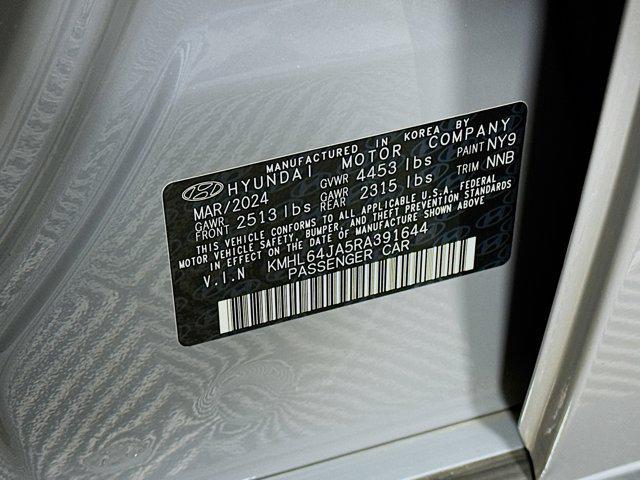 MANUFACTURED IN KOREA BY
HYUNDAI MOTOR COMPANY
MAR/2024 GVWR 4453 lbs PAINT NY9
GAWR FRONT 2513 lbs GAWR REAR 2315 lbs TRIM NNB
THIS VEHICLE CONFORMS TO ALL APPLICABLE U.S.A. FEDERAL
MOTOR VEHICLE SAFETY, BUMPER, AND THEFT PREVENTION STANDARDS
IN EFFECT ON THE DATE OF MANUFACTURE SHOWN ABOVE
V.I.N KMHL64JA5RA391644
PASSENGER CAR